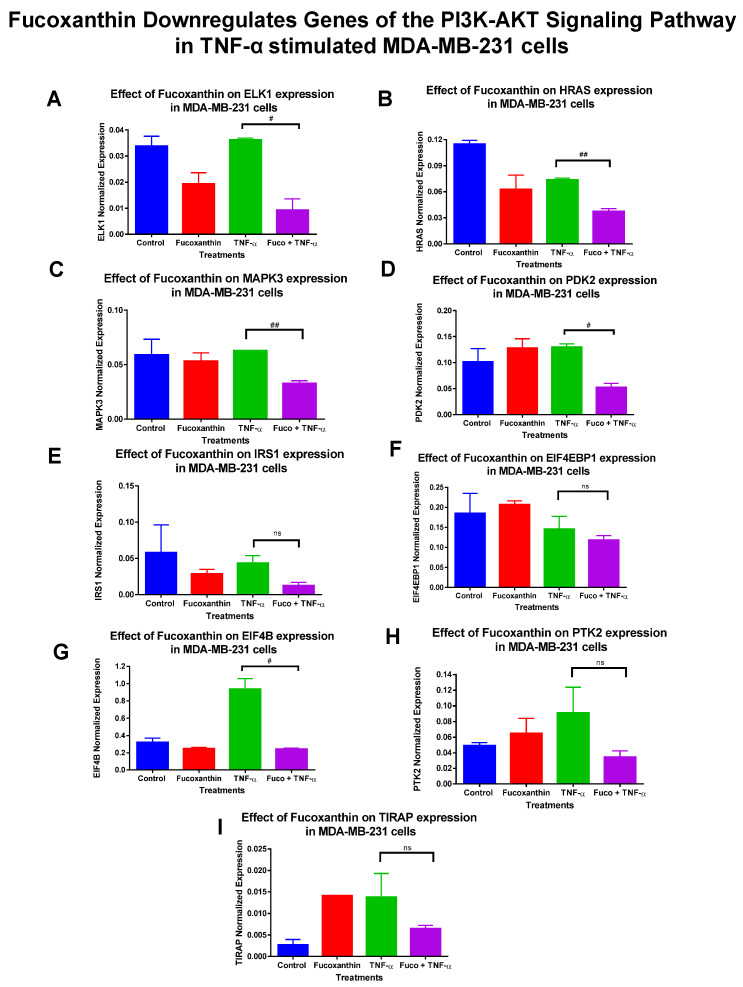 Fucoxanthin Downregulates Genes of the PI3K-AKT Signaling Pathway
in TNF-α stimulated MDA-MB-231 cells
A
Effect of Fucoxanthin on ELK1 expression
in MDA-MB-231 cells
#
ELK1 Normalized Expression
0.04
0.03
0.02
0.01
0.00
Control Fucoxanthin TNF-α Fuco + TNF-α
Treatments
B
Effect of Fucoxanthin on HRAS expression
in MDA-MB-231 cells
##
HRAS Normalized Expression
0.12
0.09
0.06
0.03
0.00
Control Fucoxanthin TNF-α Fuco + TNF-α
Treatments
C
Effect of Fucoxanthin on MAPK3 expression
in MDA-MB-231 cells
##
MAPK3 Normalized Expression
0.10
0.05
0.00
Control Fucoxanthin TNF-α Fuco + TNF-α
Treatments
D
Effect of Fucoxanthin on PDK2 expression
in MDA-MB-231 cells
#
PDK2 Normalized Expression
0.20
0.15
0.10
0.05
0.00
Control Fucoxanthin TNF-α Fuco + TNF-α
Treatments
E
Effect of Fucoxanthin on IRS1 expression
in MDA-MB-231 cells
ns
IRS1 Normalized Expression
0.15
0.10
0.05
0.00
Control Fucoxanthin TNF-α Fuco + TNF-α
Treatments
F
Effect of Fucoxanthin on EIF4EBP1 expression
in MDA-MB-231 cells
ns
EIF4EBP1 Normalized Expression
0.25
0.20
0.15
0.10
0.05
0.00
Control Fucoxanthin TNF-α Fuco + TNF-α
Treatments
G
Effect of Fucoxanthin on EIF4B expression
in MDA-MB-231 cells
#
EIF4B Normalized Expression
1.2
1.0
0.8
0.6
0.4
0.2
0.0
Control Fucoxanthin TNF-α Fuco + TNF-α
Treatments
H
Effect of Fucoxanthin on PTK2 expression
in MDA-MB-231 cells
ns
PTK2 Normalized Expression
0.14
0.12
0.10
0.08
0.06
0.04
0.02
0.00
Control Fucoxanthin TNF-α Fuco + TNF-α
Treatments
I
Effect of Fucoxanthin on TIRAP expression
in MDA-MB-231 cells
ns
TIRAP Normalized Expression
0.025
0.020
0.015
0.010
0.005
0.000
Control Fucoxanthin TNF-α Fuco + TNF-α
Treatments